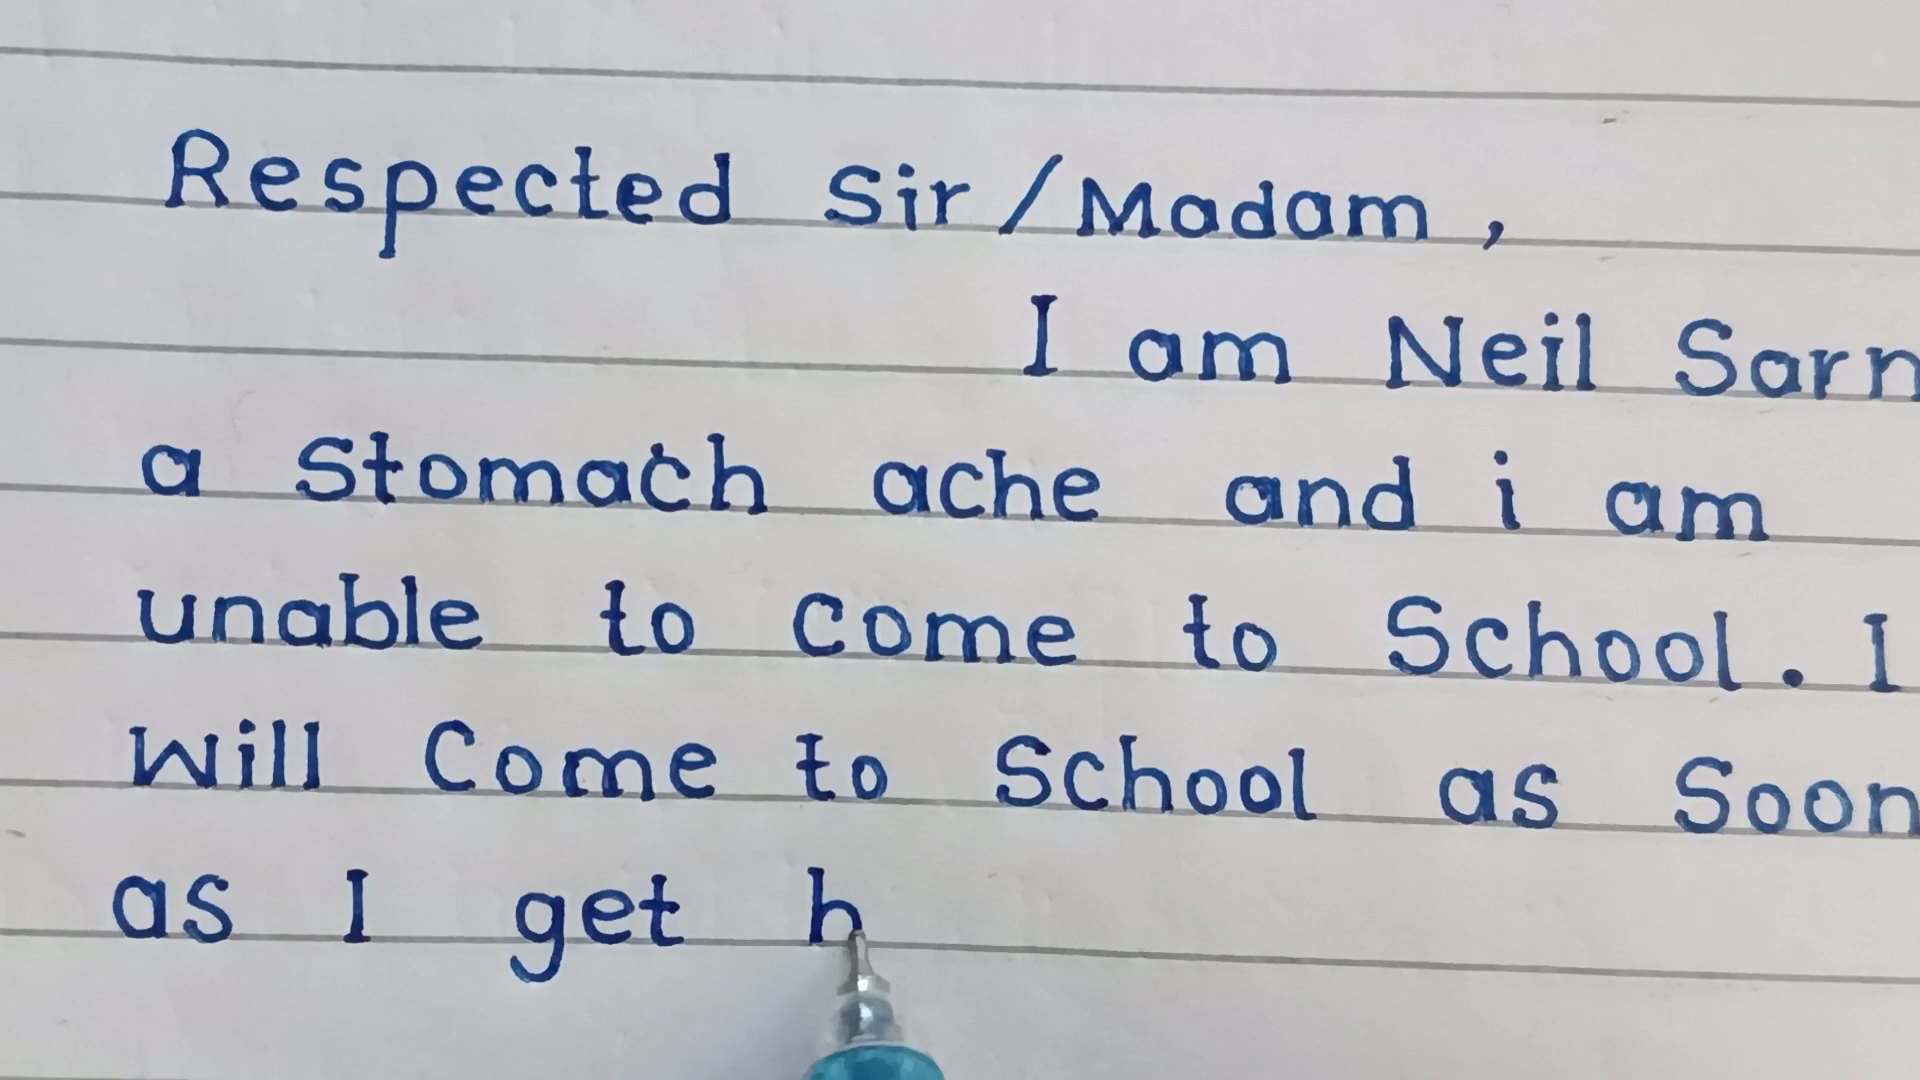 Respected Sir/Madam,
I am Neil Sarn
a Stomach ache and i am
unable to come to School. I
Will Come to School as Soon
as I get h